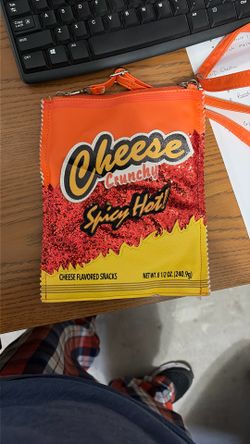 Cheese
Crunchy
Spicy Hot!
CHEESE FLAVORED SNACKS
NET WT. 8 1/2 OZ. (240.9g)